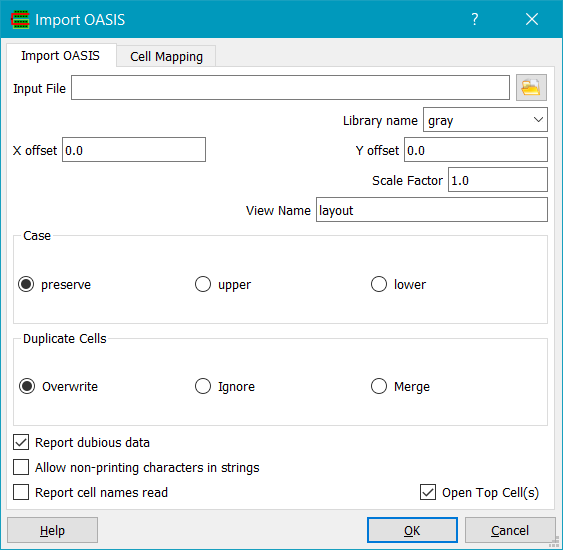 Import OASIS
?
Import OASIS
Cell Mapping
Input File
Library name gray
X offset 0.0 Y offset 0.0
Scale Factor 1.0
View Name layout
Case
preserve upper lower
Duplicate Cells
Overwrite Ignore Merge
Report dubious data
Allow non-printing characters in strings
Report cell names read Open Top Cell(s)
Help OK Cancel